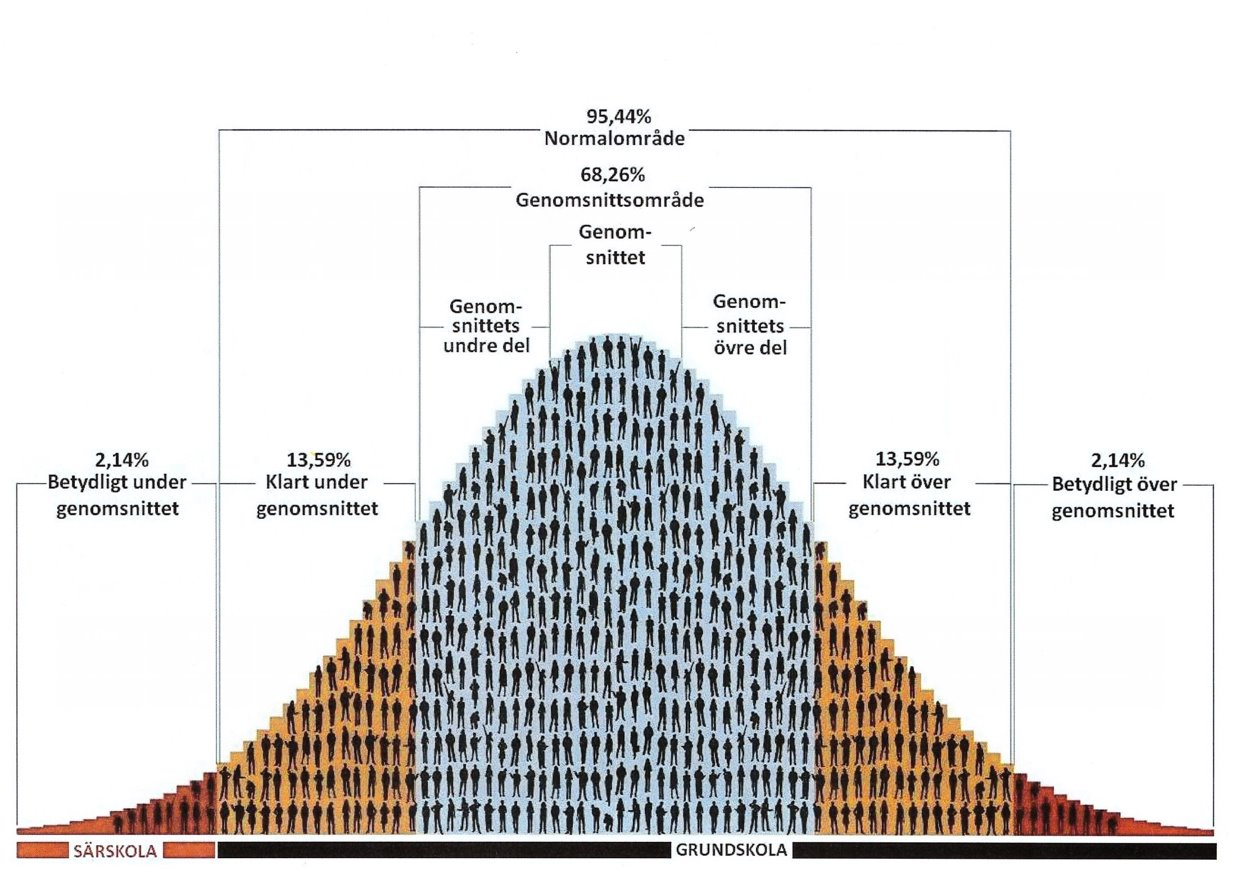 95,44%
Normalområde
68,26%
Genomsnittsområde
Genom-
snittet
Genom-
snittets
undre del
Genom-
snittets
övre del
2,14%
Betydligt under
genomsnittet
13,59%
Klart under
genomsnittet
13,59%
Klart över
genomsnittet
2,14%
Betydligt över
genomsnittet
SÄRSKOLA
GRUNDSKOLA